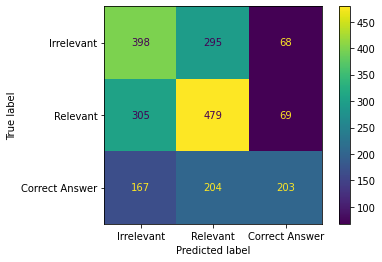 Irrelevant 398 295 68
Relevant 305 479 69
Correct Answer 167 204 203
Irrelevant Relevant Correct Answer
Predicted label
True label
450
400
350
300
250
200
150
100